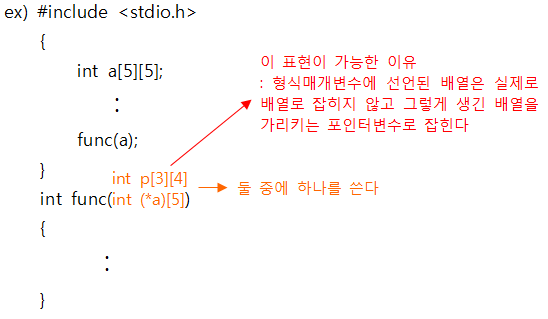 ex) #include <stdio.h>
{
int a[5][5];
:
func(a);
}
이 표현이 가능한 이유
: 형식매개변수에 선언된 배열은 실제로
배열로 잡히지 않고 그렇게 생긴 배열을
가리키는 포인터변수로 잡힌다
int p[3][4]
int func(int (*a)[5])
둘 중에 하나를 쓴다
{
:
}